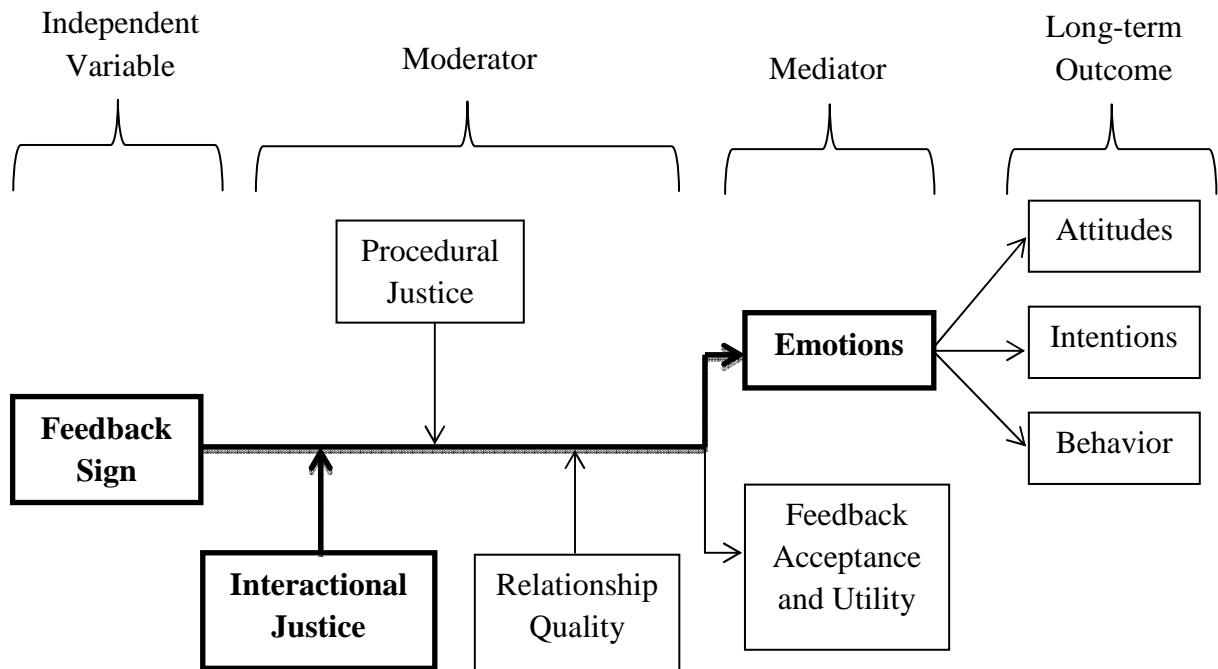 Independent
Variable
Moderator
Mediator
Long-term
Outcome
Procedural
Justice
Attitudes
Emotions
Intentions
Feedback
Sign
Behavior
Interactional
Justice
Relationship
Quality
Feedback
Acceptance
and Utility